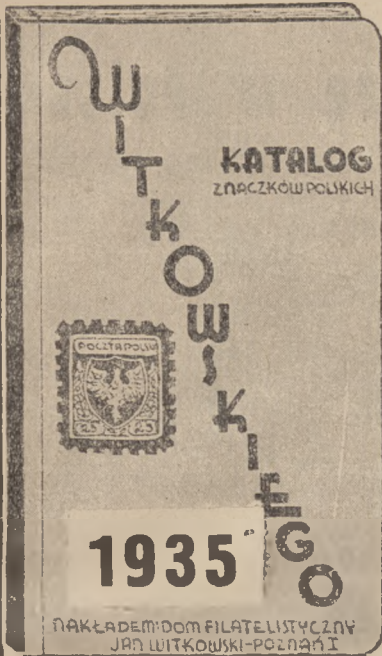 WITKOWSKIEGO
KATALOG
ZNACZKÓW POLSKICH
POCZTA POLSKA
25 25
1935
NAKŁADEM: DOM FILATELISTYCZNY
JAN WITKOWSKI-POZNAŃ I